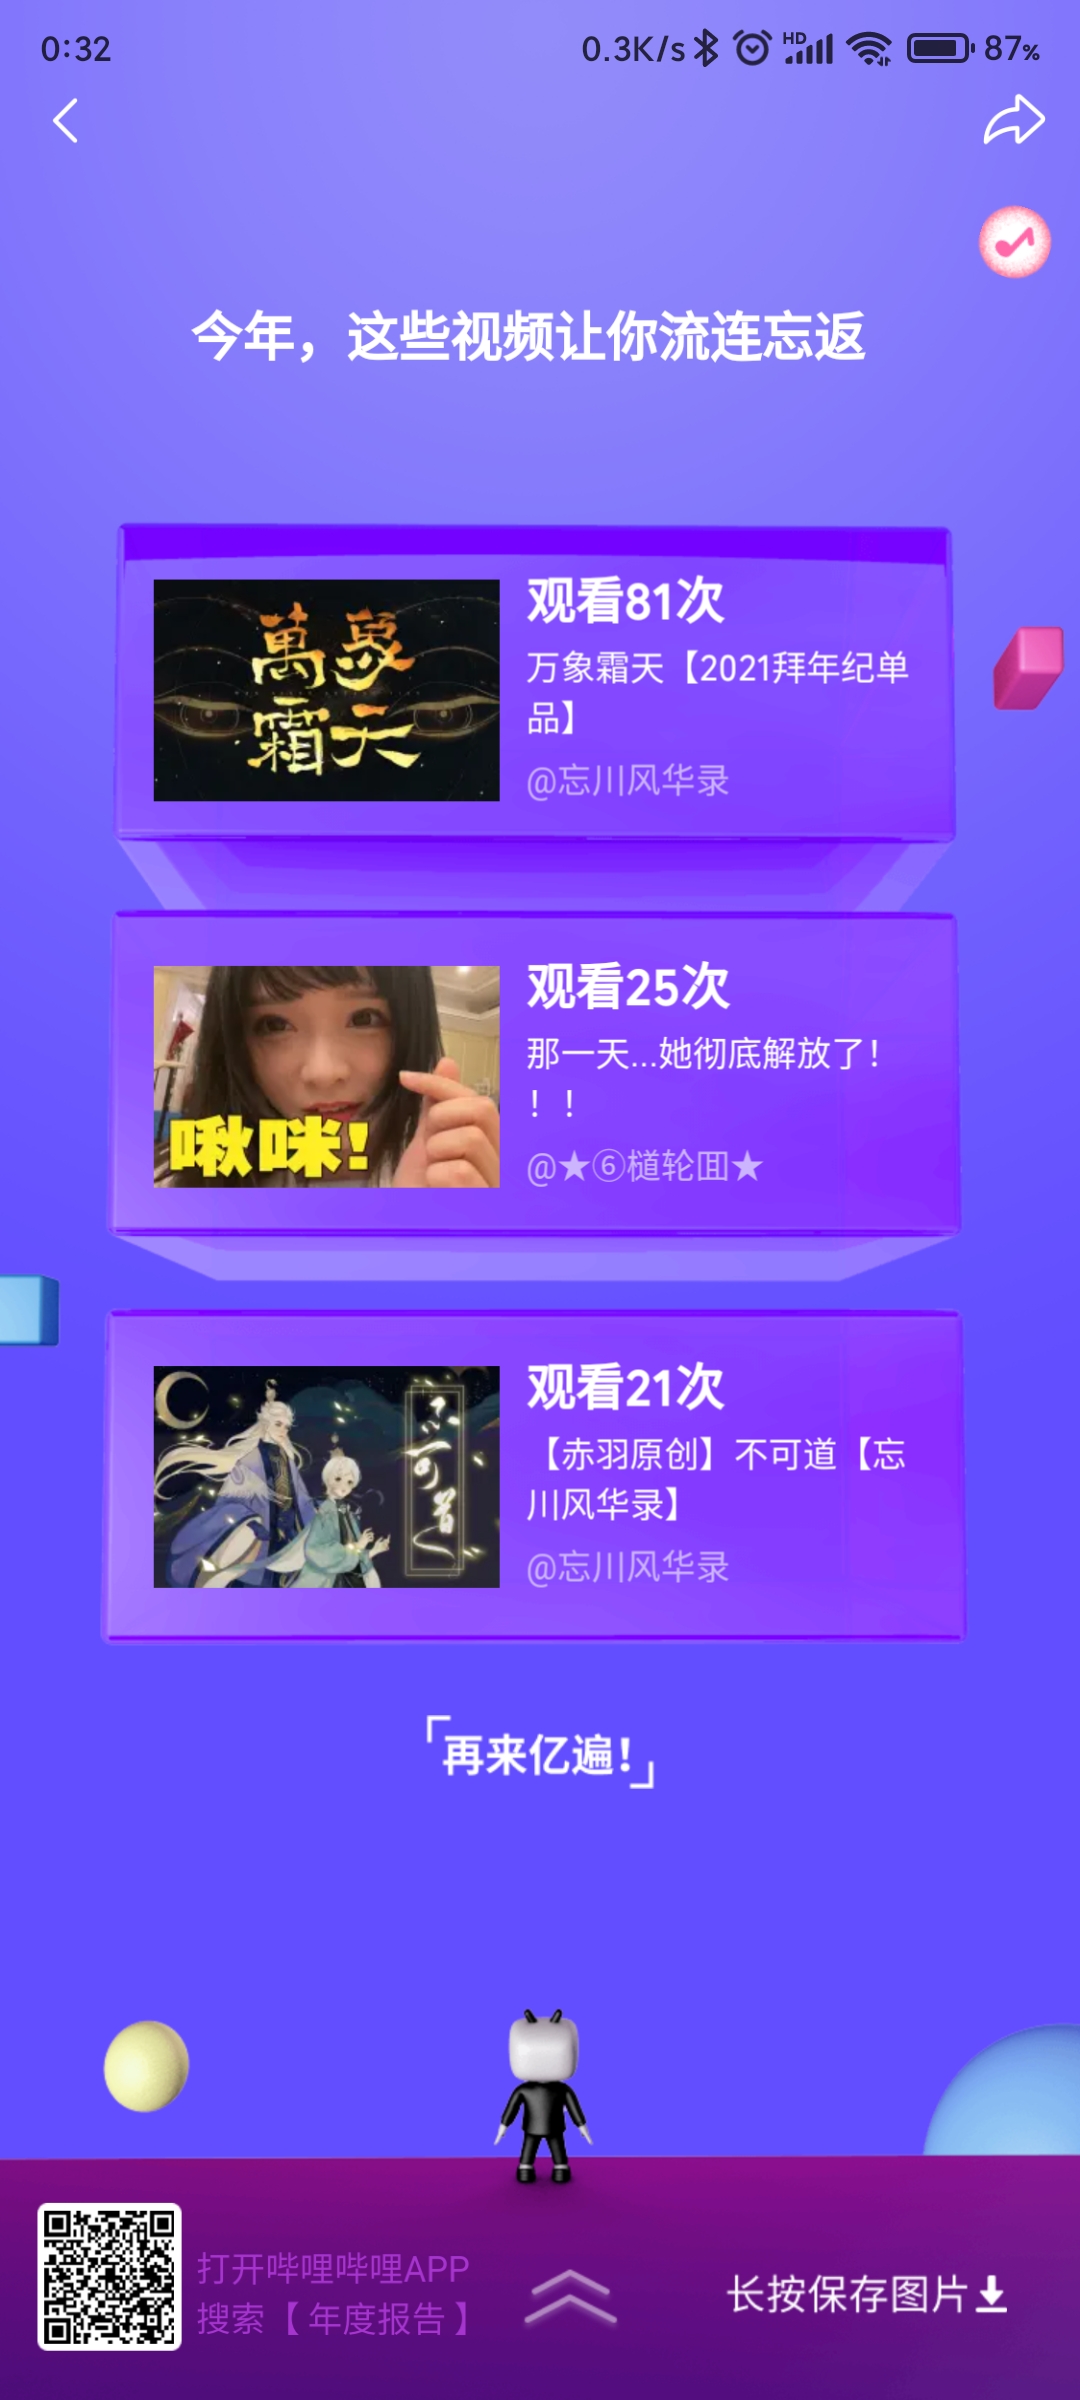 0:32
0.3K/s
HD
87%
今年，这些视频让你流连忘返
萬象
霜天
观看81次
万象霜天【2021拜年纪单
品】
@忘川风华录
啾咪!
观看25次
那一天...她彻底解放了！
！！
@★⑥檤轮囬★
不可道
观看21次
【赤羽原创】不可道【忘
川风华录】
@忘川风华录
「再来亿遍！」
打开哔哩哔哩APP
搜索【 年度报告 】
长按保存图片